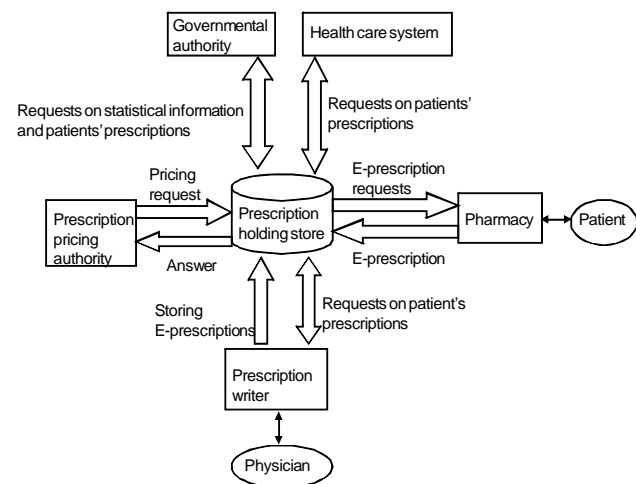 Governmental
authority
Health care system
Requests on statistical information
and patients' prescriptions
Requests on patients'
prescriptions
Pricing
request
E-prescription
requests
Prescription
pricing
authority
Prescription
holding store
Pharmacy
Patient
Answer
E-prescription
Storing
E-prescriptions
Requests on patient's
prescriptions
Prescription
writer
Physician